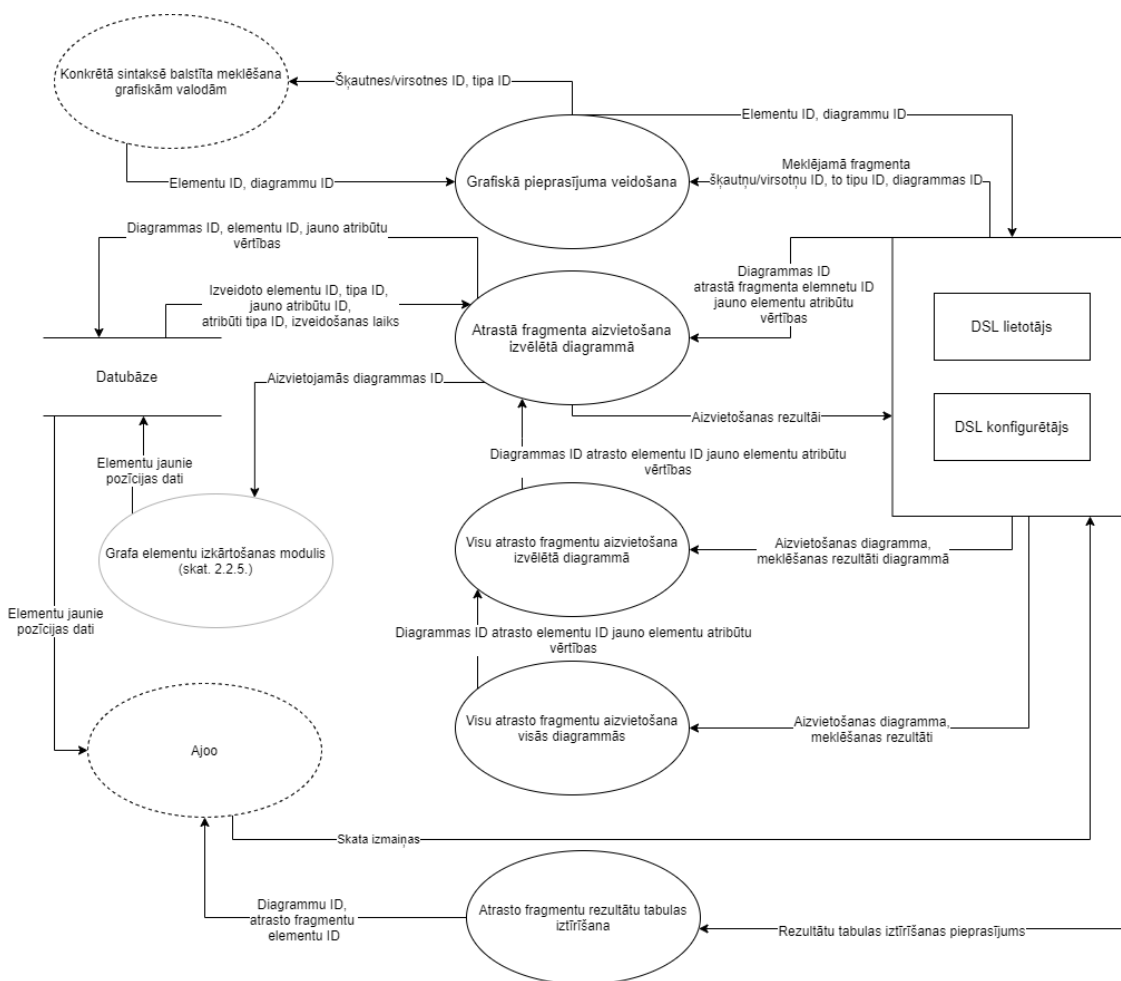 Konkrētā sintaksē balstīta meklēšana
grafiskām valodām
Šķautnes/virsotnes ID, tipa ID
Elementu ID, diagrammu ID
Elementu ID, diagrammu ID
Grafiskā pieprasījuma veidošana
Meklējamā fragmenta
šķautņu/virsotņu ID, to tipu ID, diagrammas ID
Diagrammas ID, elementu ID, jauno atribūtu
vērtības
Diagrammas ID
atrastā fragmenta elemnetu ID
jauno elementu atribūtu
vērtības
Izveidoto elementu ID, tipa ID,
jauno atribūtu ID,
atribūti tipa ID, izveidošanas laiks
Atrastā fragmenta aizvietošana
izvēlētā diagrammā
DSL lietotājs
Datubāze
Aizvietojamās diagrammas ID
Aizvietošanas rezultāi
DSL konfigurētājs
Elementu jaunie
pozīcijas dati
Diagrammas ID atrasto elementu ID jauno elementu atribūtu
vērtības
Grafa elementu izkārtošanas modulis
(skat. 2.2.5.)
Visu atrasto fragmentu aizvietošana
izvēlētā diagrammā
Aizvietošanas diagramma,
meklēšanas rezultāti diagrammā
Elementu jaunie
pozīcijas dati
Diagrammas ID atrasto elementu ID jauno elementu atribūtu
vērtības
Visu atrasto fragmentu aizvietošana
visās diagrammās
Aizvietošanas diagramma,
meklēšanas rezultāti
Ajoo
Skata izmaiņas
Diagrammu ID,
atrasto fragmentu
elementu ID
Atrasto fragmentu rezultātu tabulas
iztīrīšana
Rezultātu tabulas iztīrīšanas pieprasījums